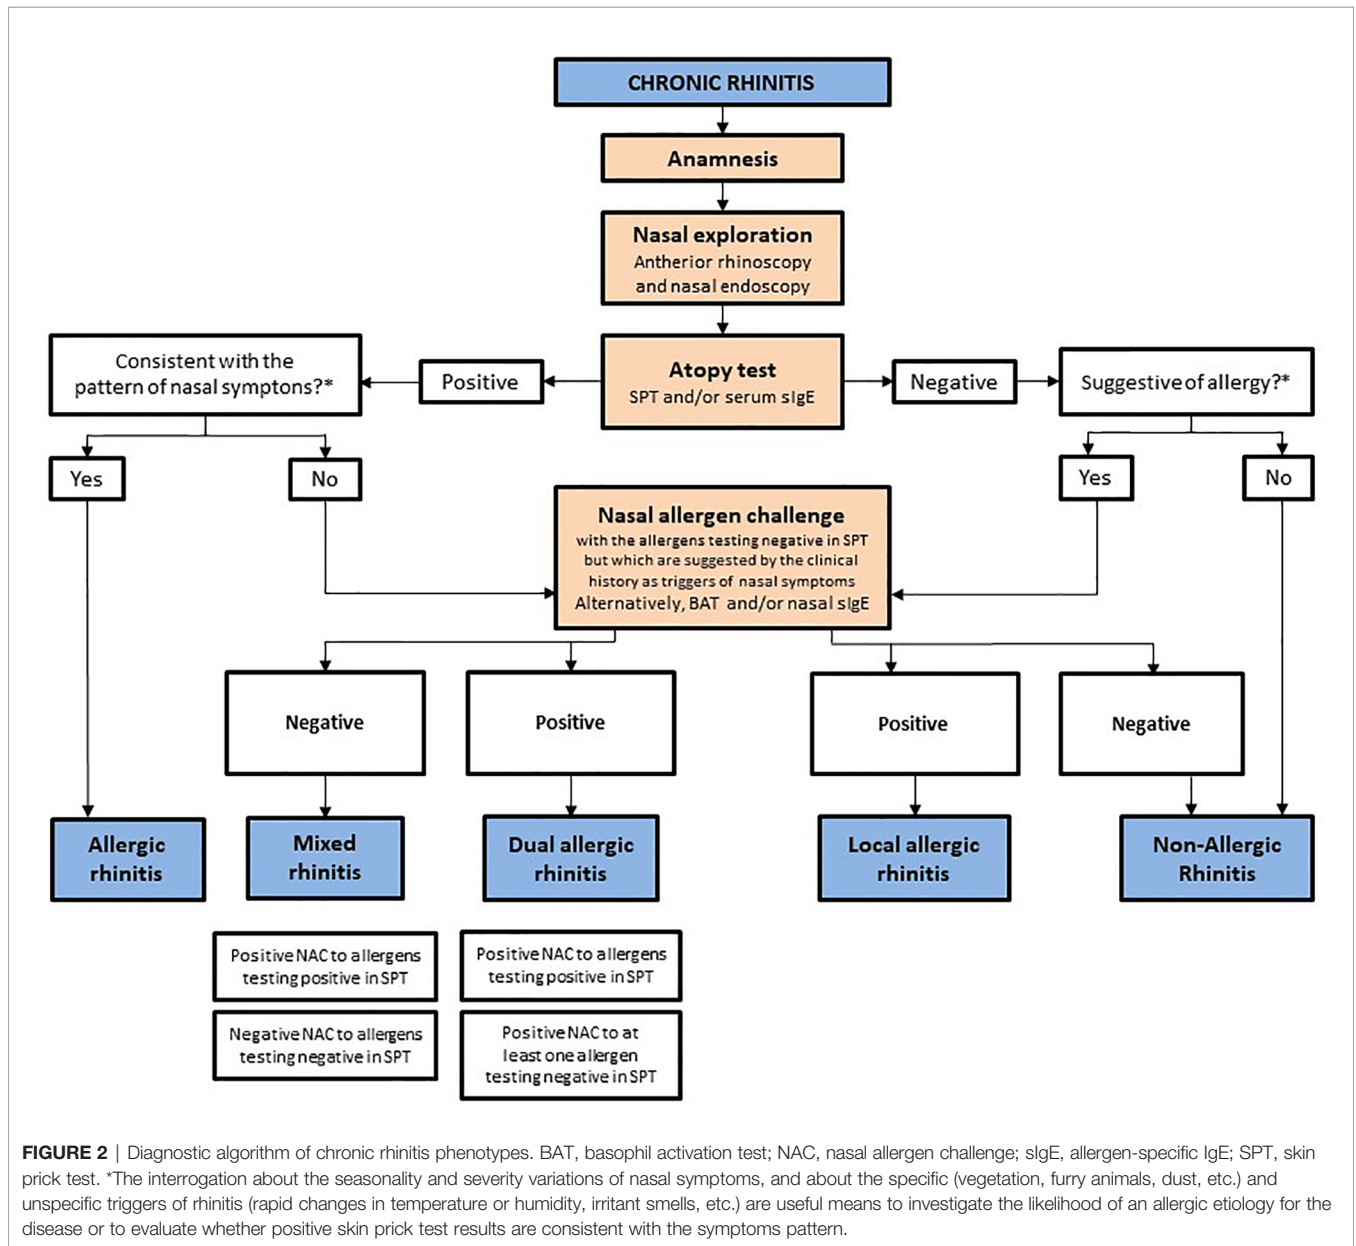 CHRONIC RHINITIS
Anamnesis
Nasal exploration
Antherior rhinoscopy
and nasal endoscopy
Consistent with the
pattern of nasal symptons?*
Positive
Atopy test
SPT and/or serum sIgE
Negative
Suggestive of allergy?*
Yes
No
Yes
No
Nasal allergen challenge
with the allergens testing negative in SPT
but which are suggested by the clinical
history as triggers of nasal symptoms
Alternatively, BAT and/or nasal sIgE
Negative
Positive
Positive
Negative
Allergic
rhinitis
Mixed
rhinitis
Dual allergic
rhinitis
Local allergic
rhinitis
Non-Allergic
Rhinitis
Positive NAC to allergens
testing positive in SPT
Positive NAC to allergens
testing positive in SPT
Negative NAC to allergens
testing negative in SPT
Positive NAC to at
least one allergen
testing negative in SPT
FIGURE 2 | Diagnostic algorithm of chronic rhinitis phenotypes. BAT, basophil activation test; NAC, nasal allergen challenge; sIgE, allergen-specific IgE; SPT, skin
prick test. *The interrogation about the seasonality and severity variations of nasal symptoms, and about the specific (vegetation, furry animals, dust, etc.) and
unspecific triggers of rhinitis (rapid changes in temperature or humidity, irritant smells, etc.) are useful means to investigate the likelihood of an allergic etiology for the
disease or to evaluate whether positive skin prick test results are consistent with the symptoms pattern.